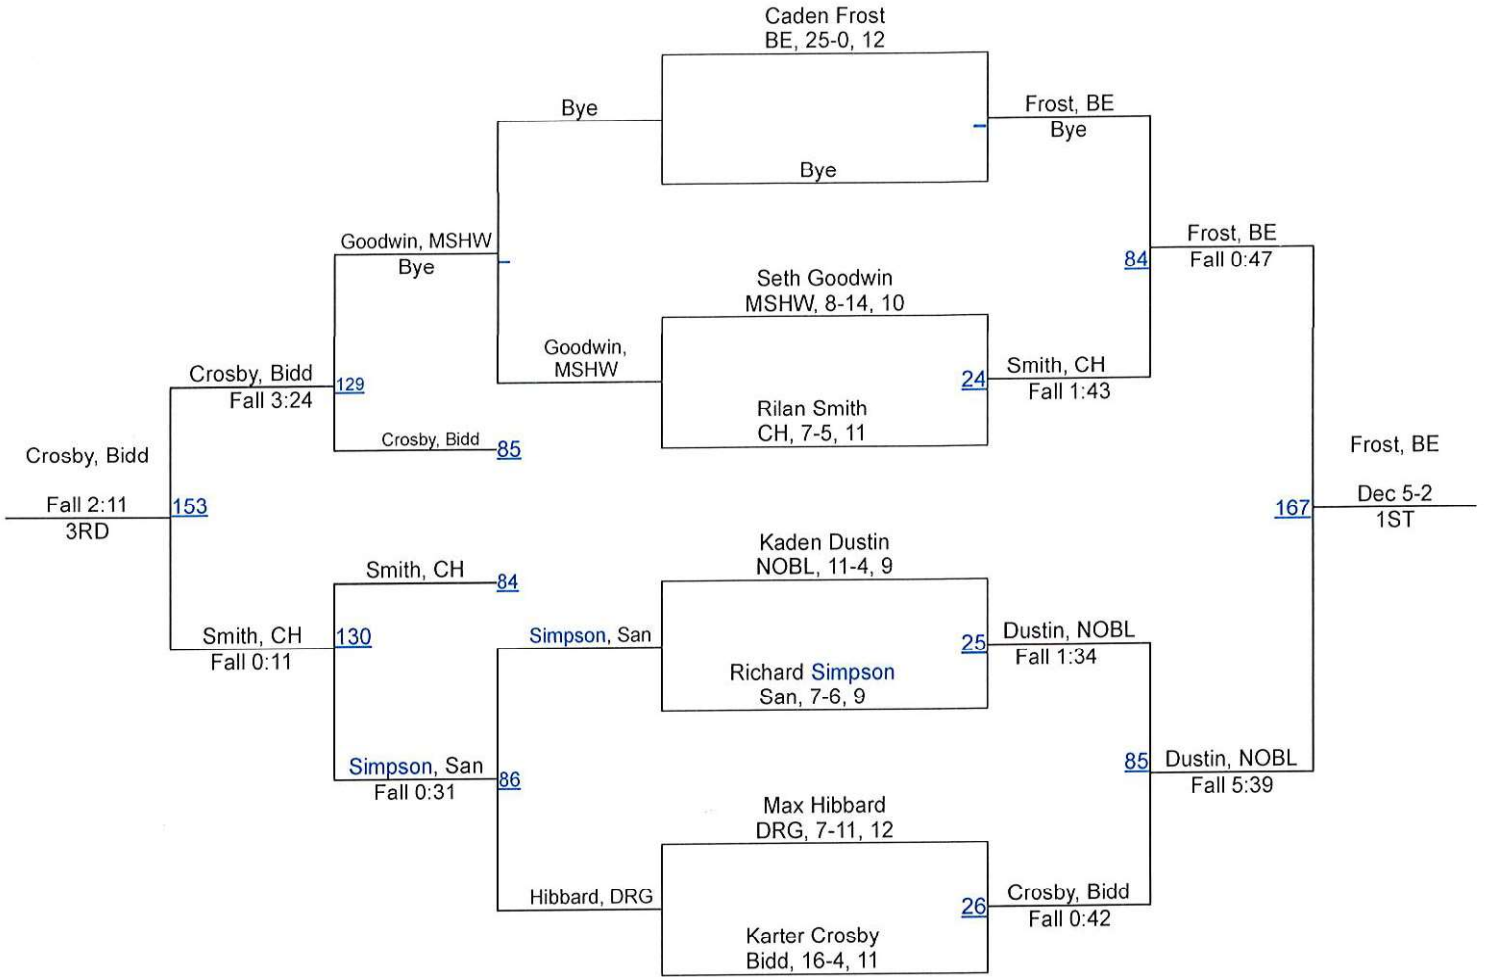 Caden Frost
BE, 25-0, 12
Bye
Frost, BE
Bye
Bye
Goodwin, MSHW
Bye
Frost, BE
84
Fall 0:47
Seth Goodwin
MSHW, 8-14, 10
Goodwin,
MSHW
Crosby, Bidd
129
Fall 3:24
24
Smith, CH
Fall 1:43
Rilan Smith
CH, 7-5, 11
Crosby, Bidd
85
Crosby, Bidd
Fall 2:11
153
3RD
Frost, BE
167
Dec 5-2
1ST
Kaden Dustin
NOBL, 11-4, 9
Smith, CH
84
Smith, CH
130
Fall 0:11
Simpson, San
25
Dustin, NOBL
Fall 1:34
Richard Simpson
San, 7-6, 9
Simpson, San
86
Fall 0:31
85
Dustin, NOBL
Fall 5:39
Max Hibbard
DRG, 7-11, 12
Hibbard, DRG
26
Crosby, Bidd
Fall 0:42
Karter Crosby
Bidd, 16-4, 11